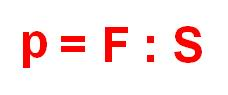 p = F : S